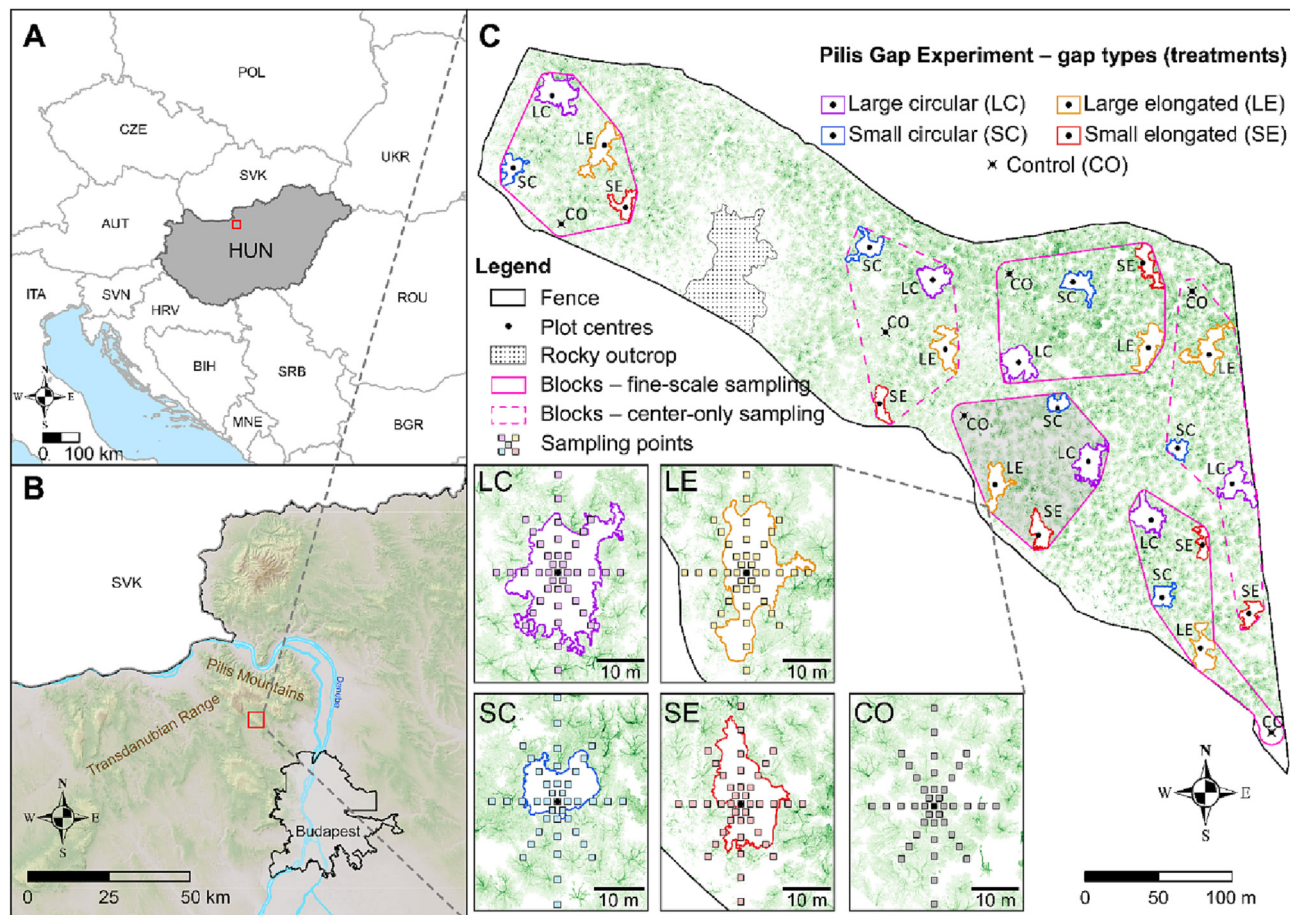 A
POL
CZE
UKR
SVK
AUT
HUN
ITA
SVN
HRV
ROU
BIH
SRB
MNE
BGR
N
W E
S
0 100 km
B
SVK
Pilis Mountains
Danube
Transdanubian Range
Budapest
N
W E
S
0 25 50 km
C
Pilis Gap Experiment – gap types (treatments)
Large circular (LC)
Large elongated (LE)
Small circular (SC)
Small elongated (SE)
Control (CO)
LC
LE
SC
SE
CO
SC
LC
CO
LE
SE
SE
CO
SC
LC
LE
CO
LE
SC
LC
SE
CO
SC
LC
LE
SE
LC
SE
SC
LE
CO
Legend
Fence
Plot centres
Rocky outcrop
Blocks – fine-scale sampling
Blocks – center-only sampling
Sampling points
LC
10 m
LE
10 m
SC
10 m
SE
10 m
CO
10 m
N
W E
S
0 50 100 m